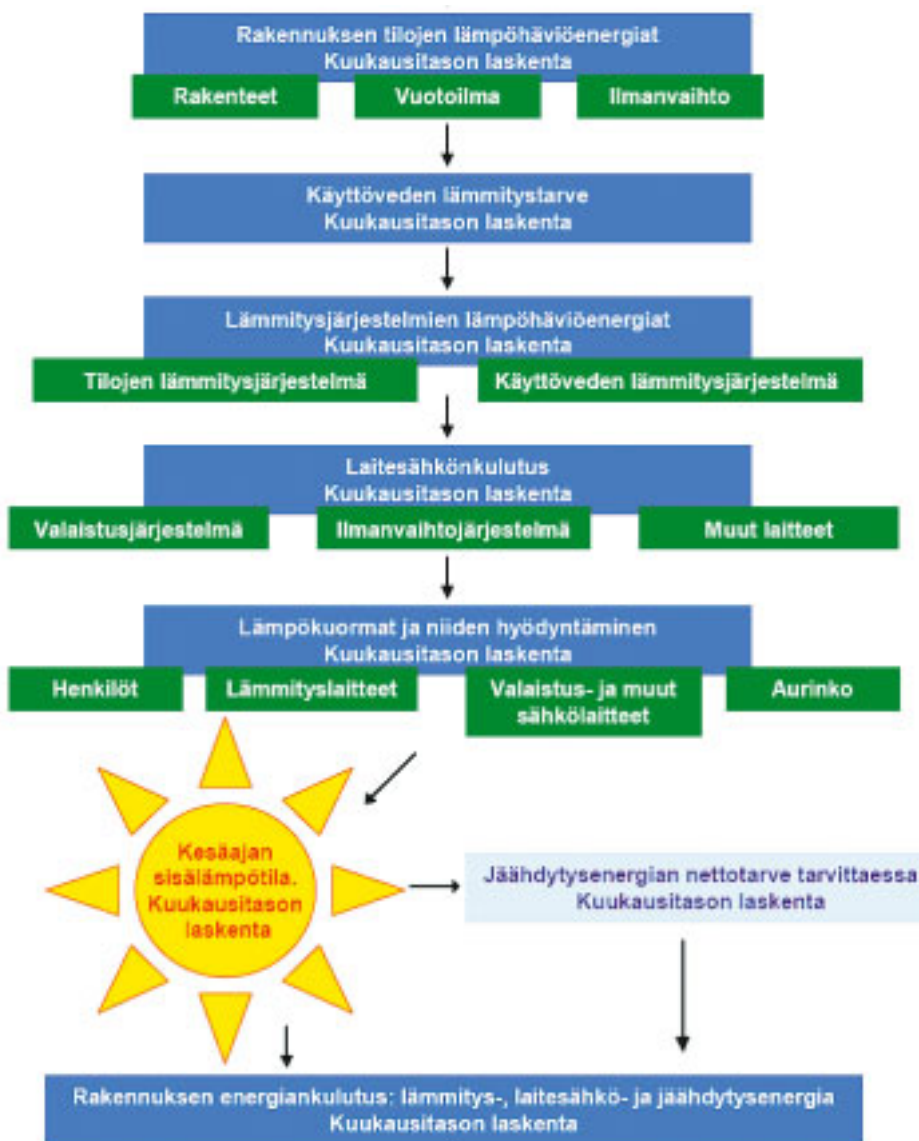 Rakennuksen tilojen lämpöhäviöenergiat
Kuukausitason laskenta
Rakenteet
Vuotoilma
Ilmanvaihto
Käyttöveden lämmitystarve
Kuukausitason laskenta
Lämmitysjärjestelmien lämpöhäviöenergiat
Kuukausitason laskenta
Tilojen lämmitysjärjestelmä
Käyttöveden lämmitysjärjestelmä
Laitesähkönkulutus
Kuukausitason laskenta
Valaistusjärjestelmä
Ilmanvaihtojärjestelmä
Muut laitteet
Lämpökuormat ja niiden hyödyntäminen
Kuukausitason laskenta
Henkilöt
Lämmityslaitteet
Valaistus- ja muut
sähkölaitteet
Aurinko
Kesäajan
sisälämpötila.
Kuukausitason
laskenta
Jäähdytysenergian nettotarve tarvittaessa
Kuukausitason laskenta
Rakennuksen energiankulutus: lämmitys-, laitesähkö- ja jäähdytysenergia
Kuukausitason laskenta